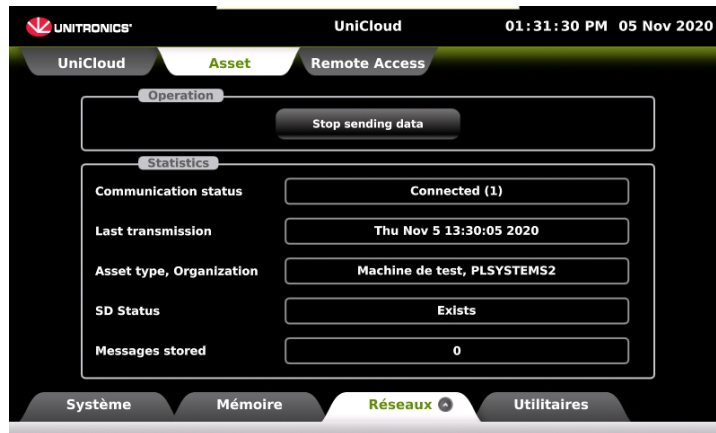 UNITRONICS UniCloud 01:31:30 PM 05 Nov 2020
UniCloud Asset Remote Access
Operation
Stop sending data
Statistics
Communication status Connected (1)
Last transmission Thu Nov 5 13:30:05 2020
Asset type, Organization Machine de test, PLSYSTEMS2
SD Status Exists
Messages stored 0
Système Mémoire Réseaux Utilitaires